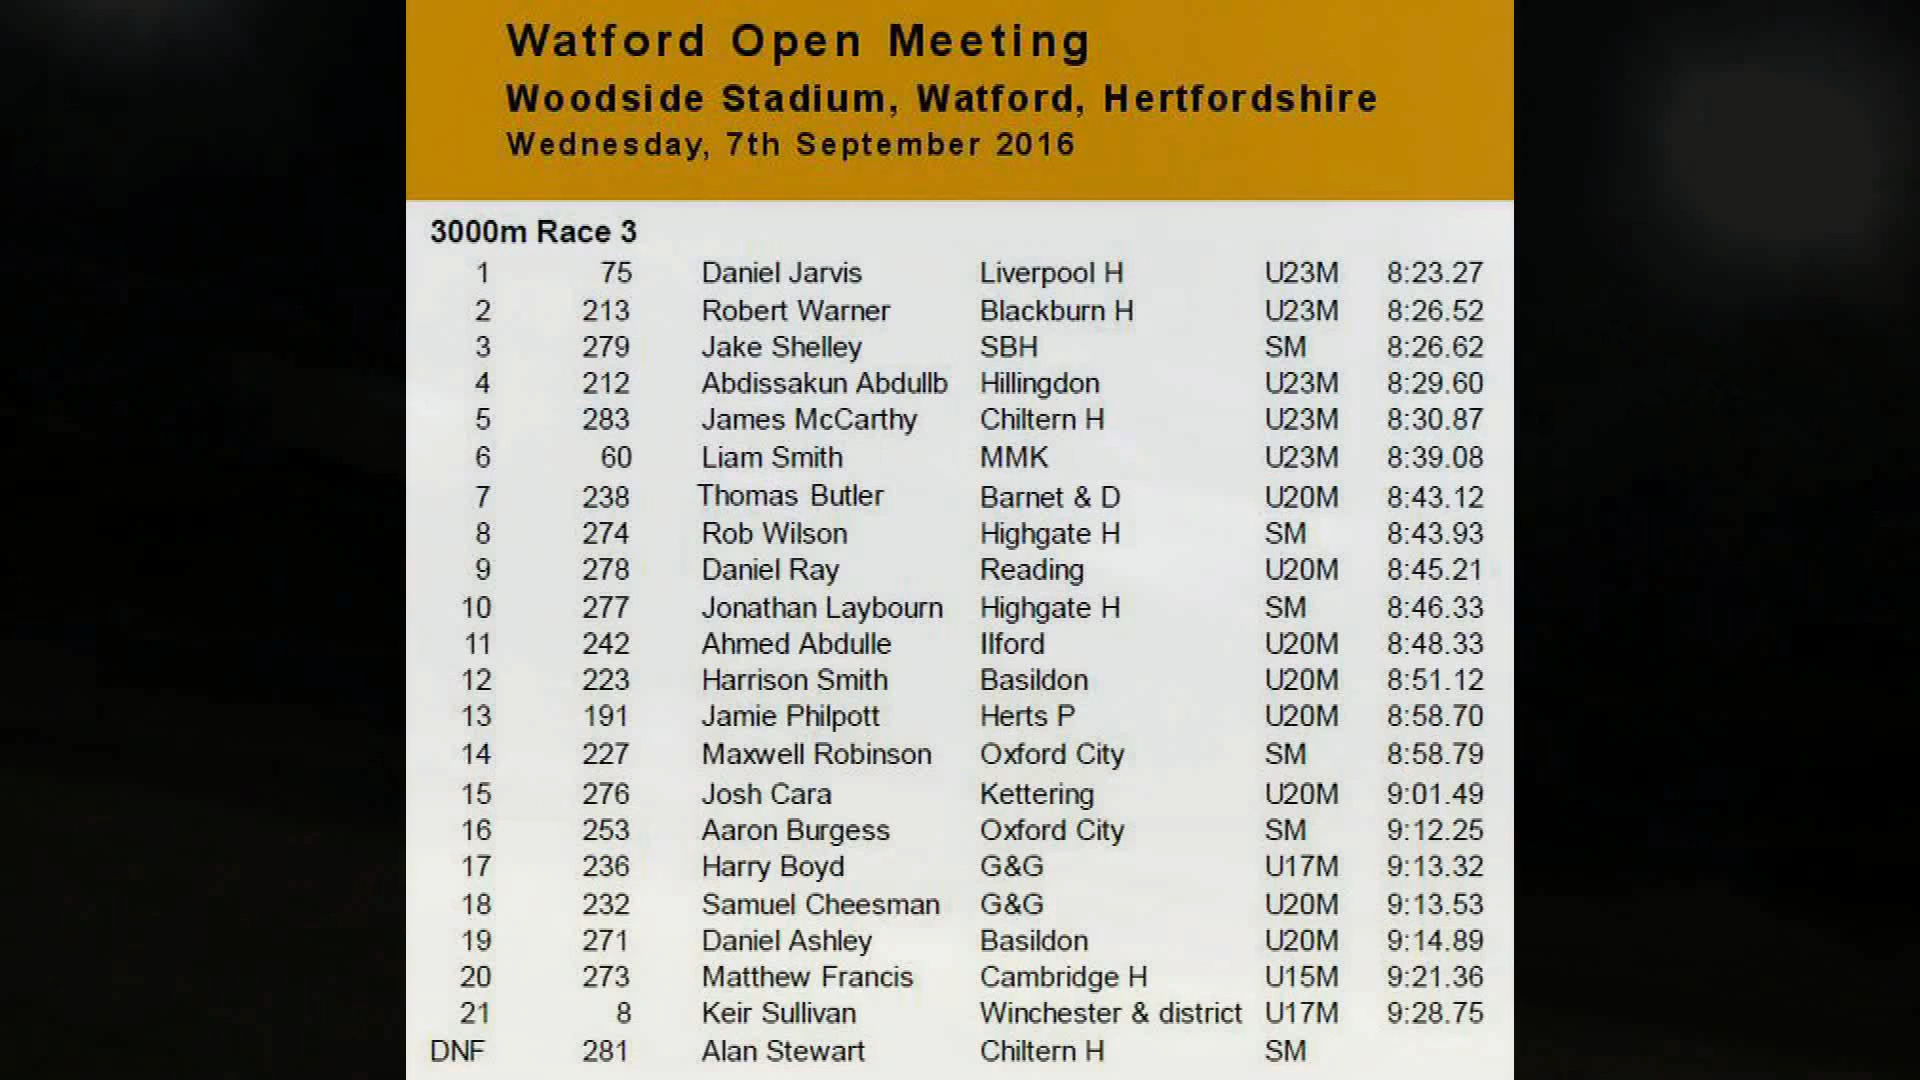 Watford Open Meeting
Woodside Stadium, Watford, Hertfordshire
Wednesday, 7th September 2016
3000m Race 3
1 75 Daniel Jarvis Liverpool H U23M 8:23.27
2 213 Robert Warner Blackburn H U23M 8:26.52
3 279 Jake Shelley SBH SM 8:26.62
4 212 Abdissakun Abdullb Hillingdon U23M 8:29.60
5 283 James McCarthy Chiltern H U23M 8:30.87
6 60 Liam Smith MMK U23M 8:39.08
7 238 Thomas Butler Barnet & D U20M 8:43.12
8 274 Rob Wilson Highgate H SM 8:43.93
9 278 Daniel Ray Reading U20M 8:45.21
10 277 Jonathan Laybourn Highgate H SM 8:46.33
11 242 Ahmed Abdulle Ilford U20M 8:48.33
12 223 Harrison Smith Basildon U20M 8:51.12
13 191 Jamie Philpott Herts P U20M 8:58.70
14 227 Maxwell Robinson Oxford City SM 8:58.79
15 276 Josh Cara Kettering U20M 9:01.49
16 253 Aaron Burgess Oxford City SM 9:12.25
17 236 Harry Boyd G&G U17M 9:13.32
18 232 Samuel Cheesman G&G U20M 9:13.53
19 271 Daniel Ashley Basildon U20M 9:14.89
20 273 Matthew Francis Cambridge H U15M 9:21.36
21 8 Keir Sullivan Winchester & district U17M 9:28.75
DNF 281 Alan Stewart Chiltern H SM